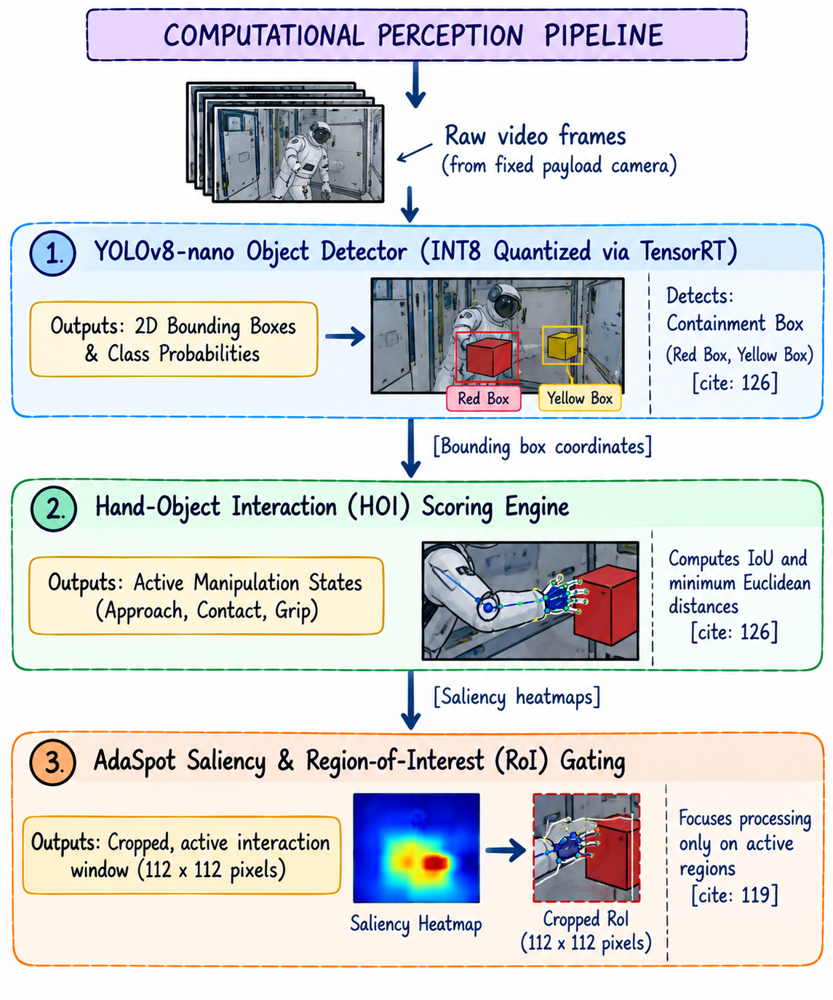 COMPUTATIONAL PERCEPTION PIPELINE
Raw video frames
(from fixed payload camera)
1. YOLOv8-nano Object Detector (INT8 Quantized via TensorRT)
Outputs: 2D Bounding Boxes
& Class Probabilities
Red Box
Yellow Box
Detects:
Containment Box
(Red Box, Yellow Box)
[cite: 126]
[Bounding box coordinates]
2. Hand-Object Interaction (HOI) Scoring Engine
Outputs: Active Manipulation States
(Approach, Contact, Grip)
Computes IoU and
minimum Euclidean
distances
[cite: 126]
[Saliency heatmaps]
3. AdaSpot Saliency & Region-of-Interest (RoI) Gating
Outputs: Cropped, active interaction
window (112 x 112 pixels)
Saliency Heatmap
Cropped RoI
(112 x 112 pixels)
Focuses processing
only on active
regions
[cite: 119]